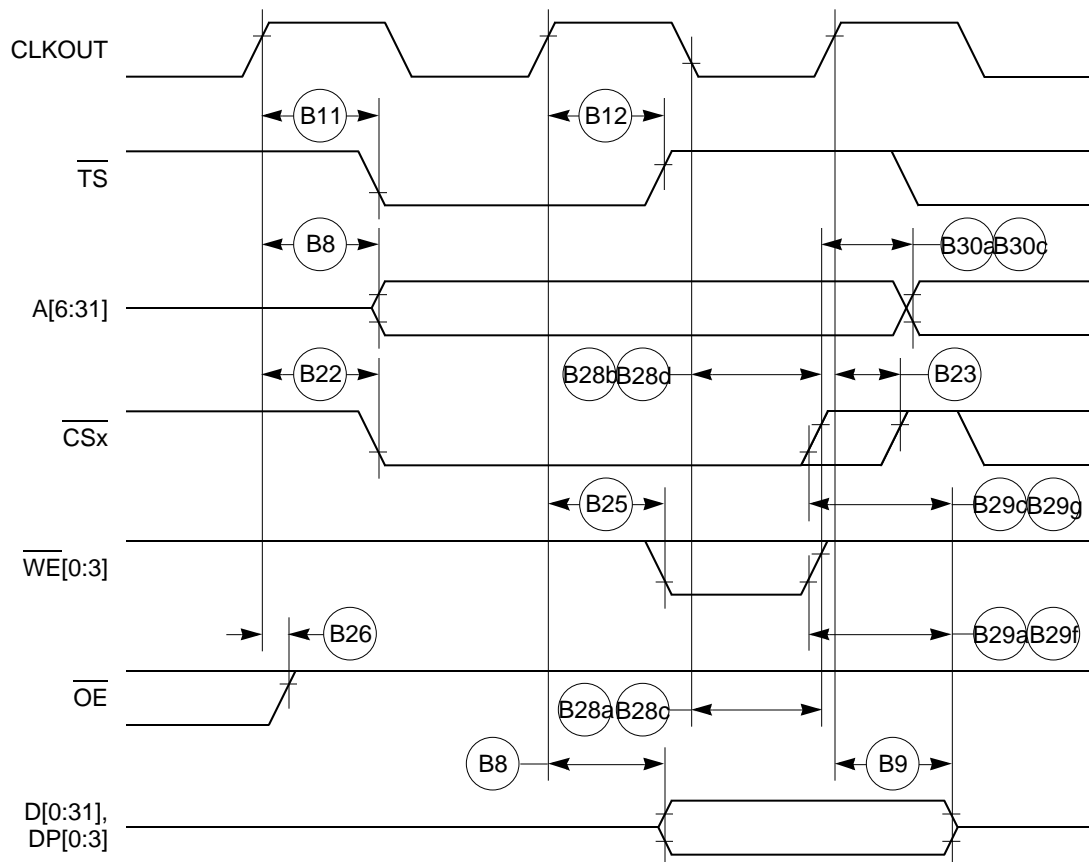 CLKOUT
B11
B12
TS
B8
B30a B30c
A[6:31]
B22
B28b B28d
B23
CSx
B25
B29c B29g
WE[0:3]
B26
B29a B29f
OE
B28a B28c
B8
B9
D[0:31],
DP[0:3]